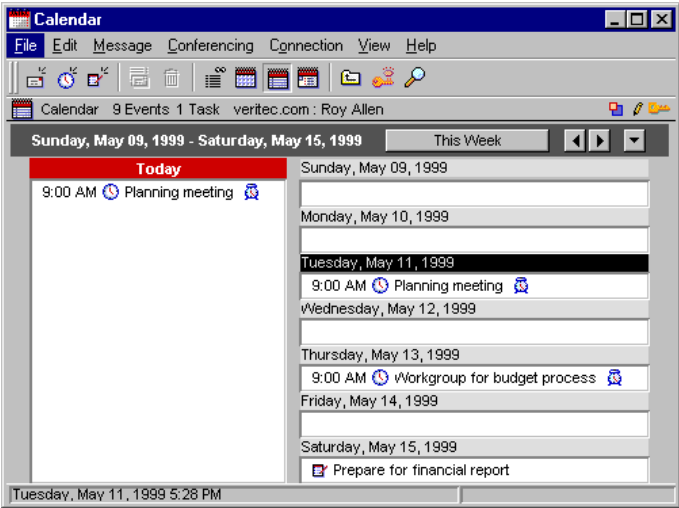 Calendar
File Edit Message Conferencing Connection View Help
Calendar 9 Events 1 Task veritec.com : Roy Allen
Sunday, May 09, 1999 - Saturday, May 15, 1999 This Week
Today
9:00 AM Planning meeting
Sunday, May 09, 1999
Monday, May 10, 1999
Tuesday, May 11, 1999
9:00 AM Planning meeting
Wednesday, May 12, 1999
Thursday, May 13, 1999
9:00 AM Workgroup for budget process
Friday, May 14, 1999
Saturday, May 15, 1999
Prepare for financial report
Tuesday, May 11, 1999 5:28 PM